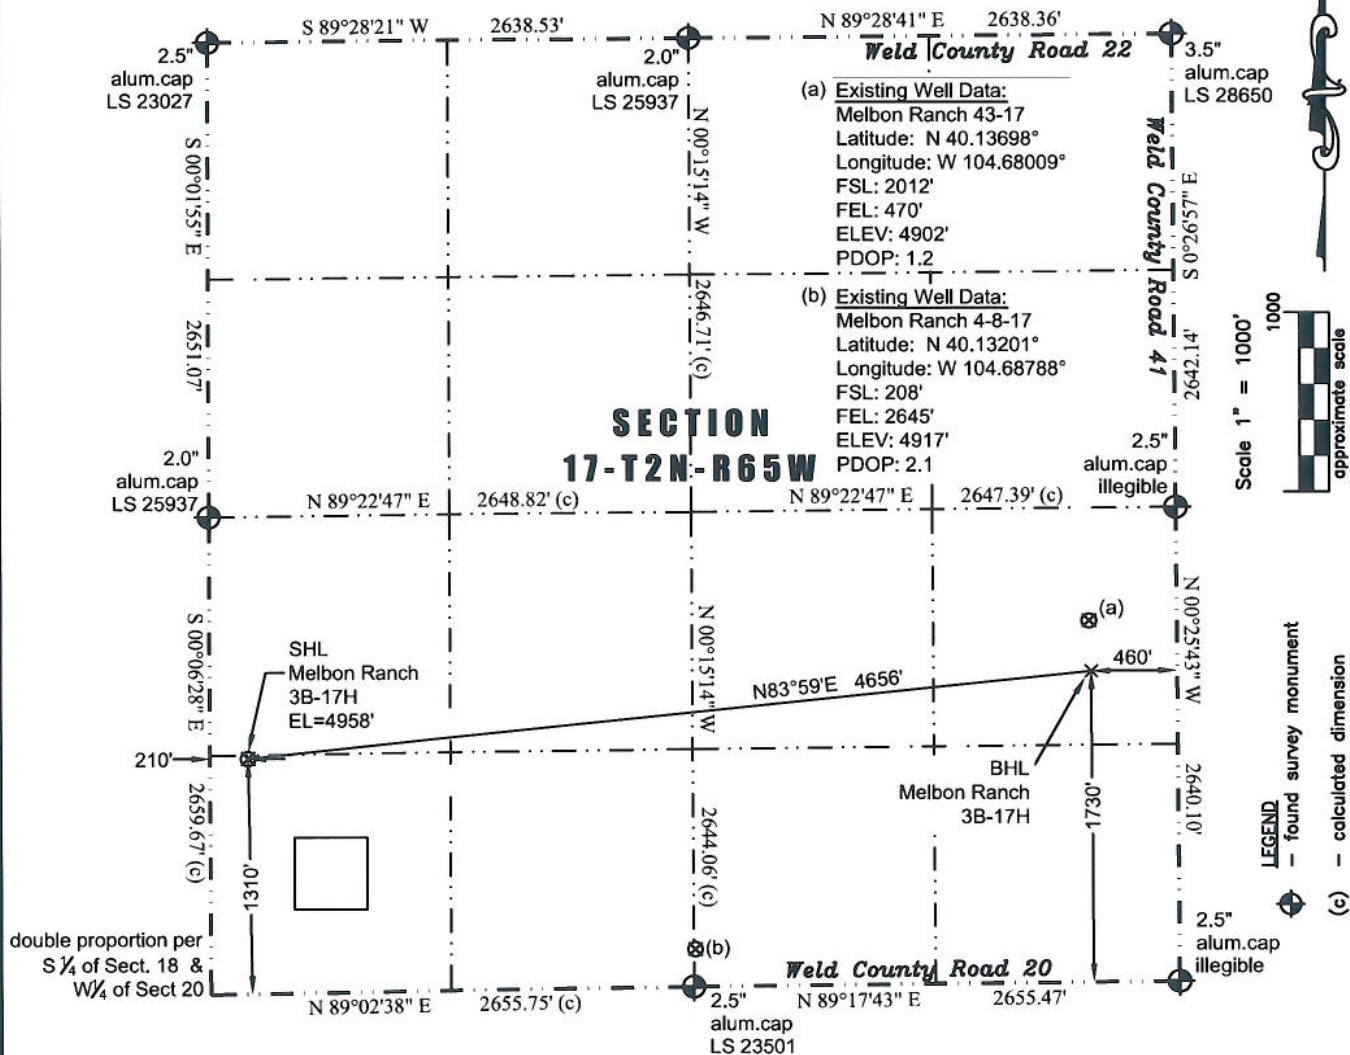 S 89°28'21" W 2638.53'
N 89°28'41" E 2638.36'
Weld County Road 22
2.5"
alum.cap
LS 23027
2.0"
alum.cap
LS 25937
3.5"
alum.cap
LS 28650
(a) Existing Well Data:
Melbon Ranch 43-17
Latitude: N 40.13698°
Longitude: W 104.68009°
FSL: 2012'
FEL: 470'
ELEV: 4902'
PDOP: 1.2
(b) Existing Well Data:
Melbon Ranch 4-8-17
Latitude: N 40.13201°
Longitude: W 104.68788°
FSL: 208'
FEL: 2645'
ELEV: 4917'
PDOP: 2.1
S 00°01'55" E 2651.07'
N 00°15'14" W 2646.71' (c)
Weld County Road 41
S 0°26'57" E 2642.14'
Scale 1" = 1000'
1000
approximate scale
SECTION
17-T2N-R65W
2.0"
alum.cap
LS 25937
2.5"
alum.cap
illegible
N 89°22'47" E 2648.82' (c)
N 89°22'47" E 2647.39' (c)
S 00°06'28" E 2659.67' (c)
N 00°15'14" W 2644.06' (c)
N 00°25'43" W 2640.10'
(a)
SHL
Melbon Ranch
3B-17H
EL=4958'
N83°59'E 4656'
460'
210'
1310'
BHL
Melbon Ranch
3B-17H
1730'
(b)
double proportion per
S ¼ of Sect. 18 &
W¼ of Sect 20
Weld County Road 20
N 89°02'38" E 2655.75' (c)
N 89°17'43" E 2655.47'
2.5"
alum.cap
LS 23501
2.5"
alum.cap
illegible
LEGEND
- found survey monument
(c) - calculated dimension